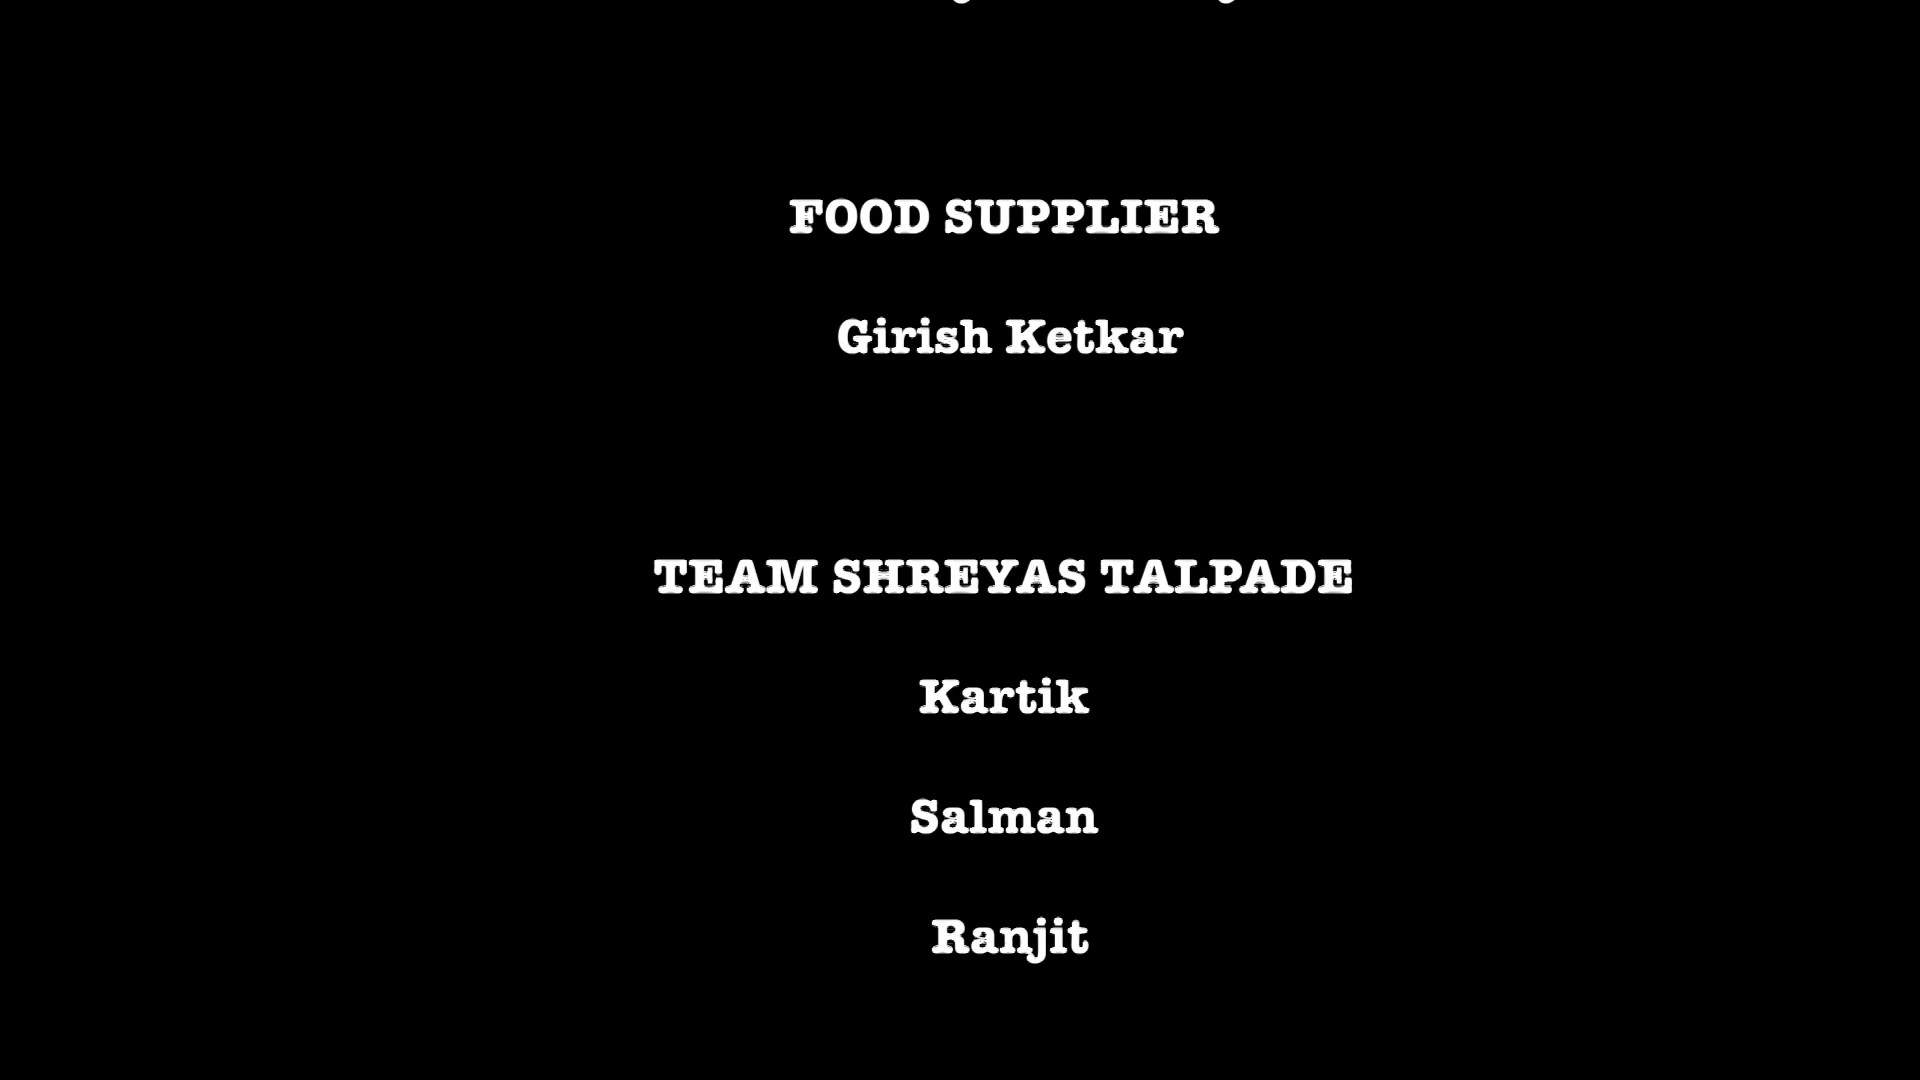 FOOD SUPPLIER
Girish Ketkar
TEAM SHREYAS TALPADE
Kartik
Salman
Ranjit